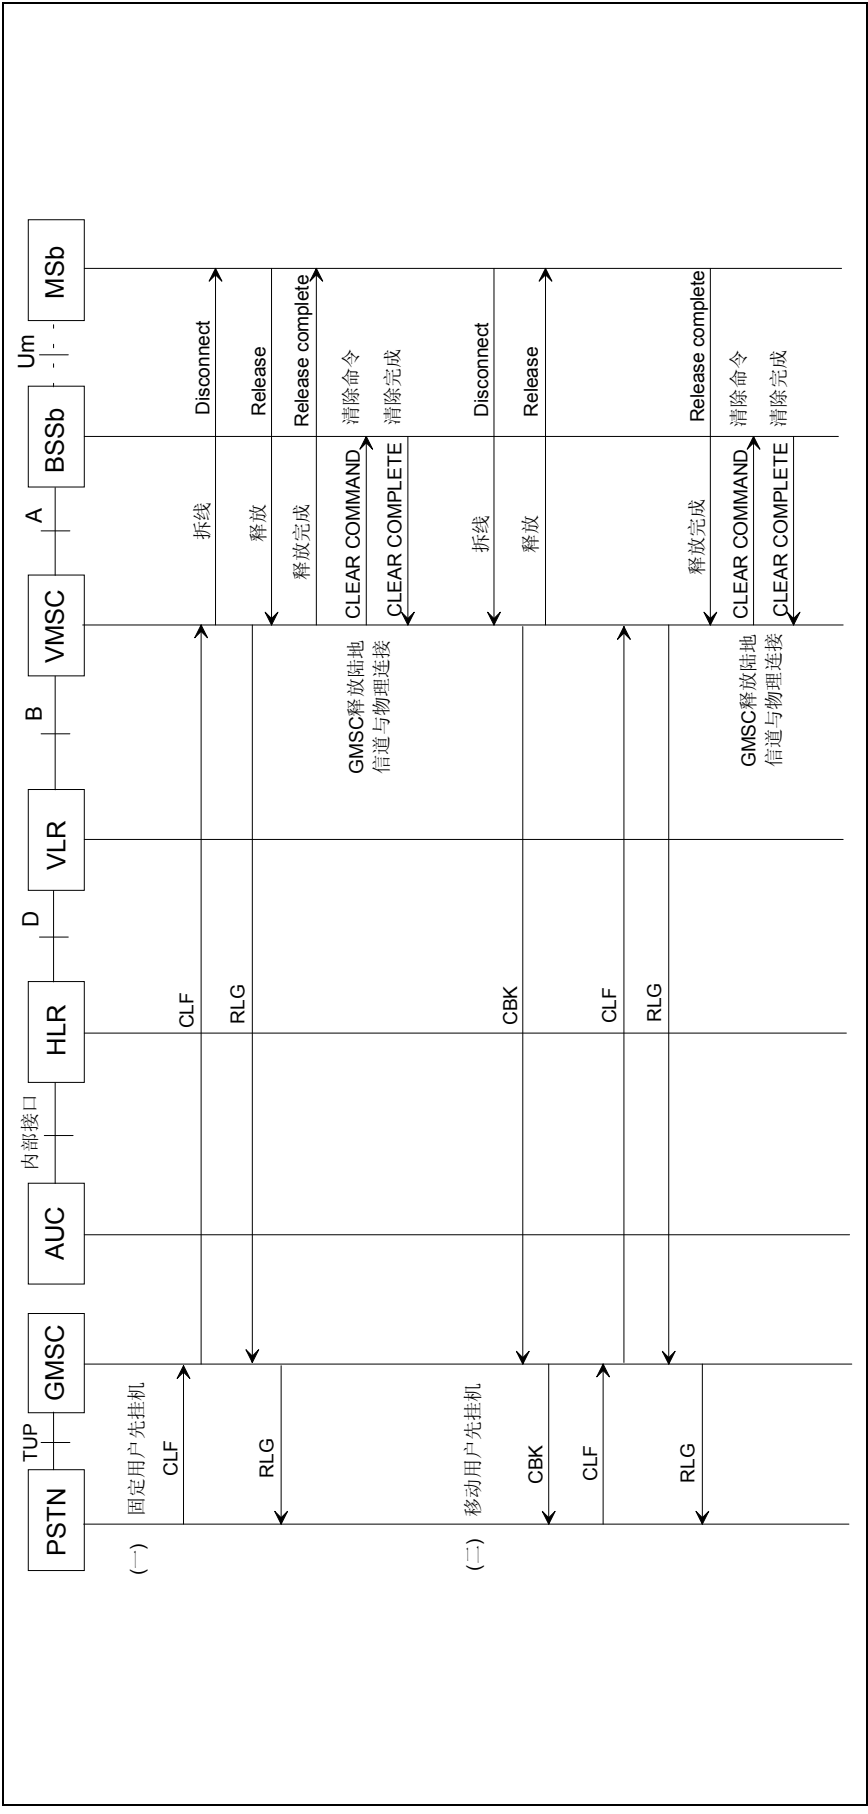 PSTN
TUP
GMSC
AUC
内部接口
HLR
D
VLR
B
VMSC
A
BSSb
Um
MSb
(一) 固定用户先挂机
CLF
CLF
拆线 Disconnect
RLG
释放 Release
RLG
释放完成 Release complete
GMSC释放陆地
信道与物理连接
CLEAR COMMAND 清除命令
CLEAR COMPLETE 清除完成
(二) 移动用户先挂机
拆线 Disconnect
CBK
释放 Release
CBK
CLF
CLF
RLG
RLG
释放完成 Release complete
GMSC释放陆地
信道与物理连接
CLEAR COMMAND 清除命令
CLEAR COMPLETE 清除完成